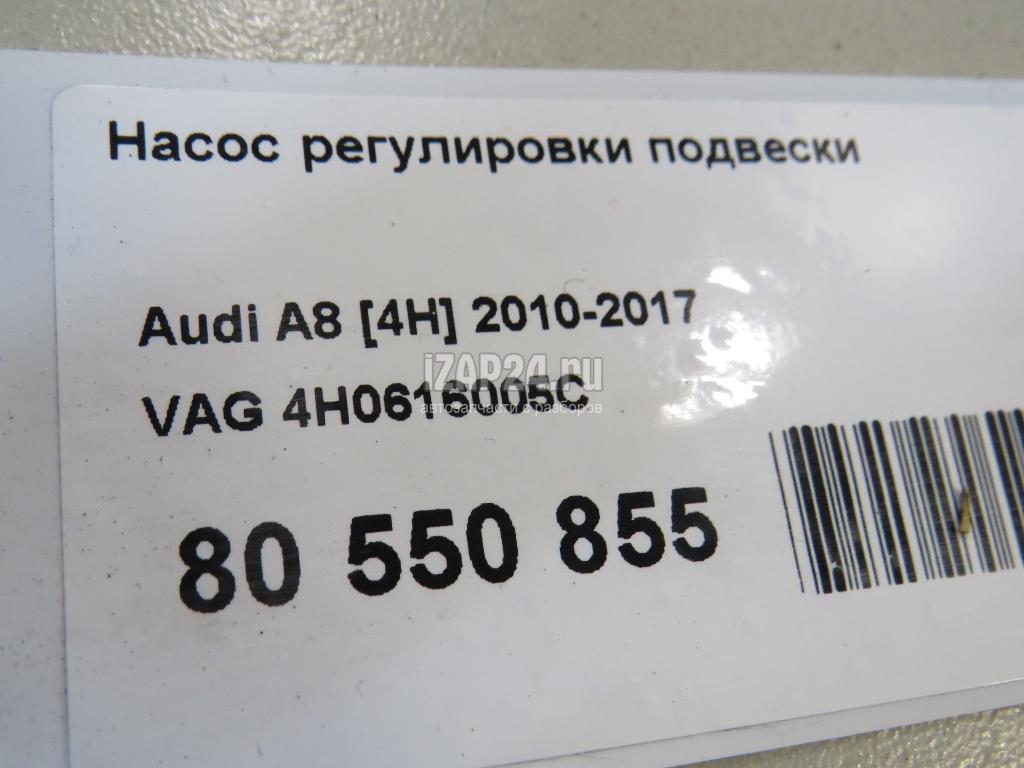 Насос регулировки подвески
Audi A8 [4H] 2010-2017
iZAP24.ru
VAG 4H0616005C
автозапчасти с разборов
80 550 855